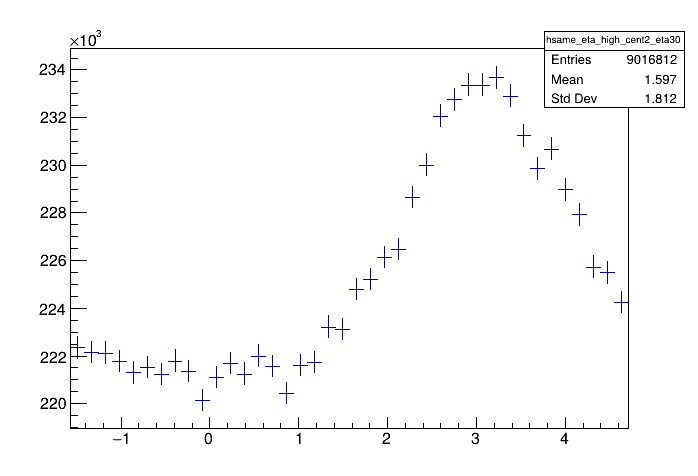 ×10³
hsame_eta_high_cent2_eta30
Entries 9016812
Mean 1.597
Std Dev 1.812
234
232
230
228
226
224
222
220
−1 0 1 2 3 4